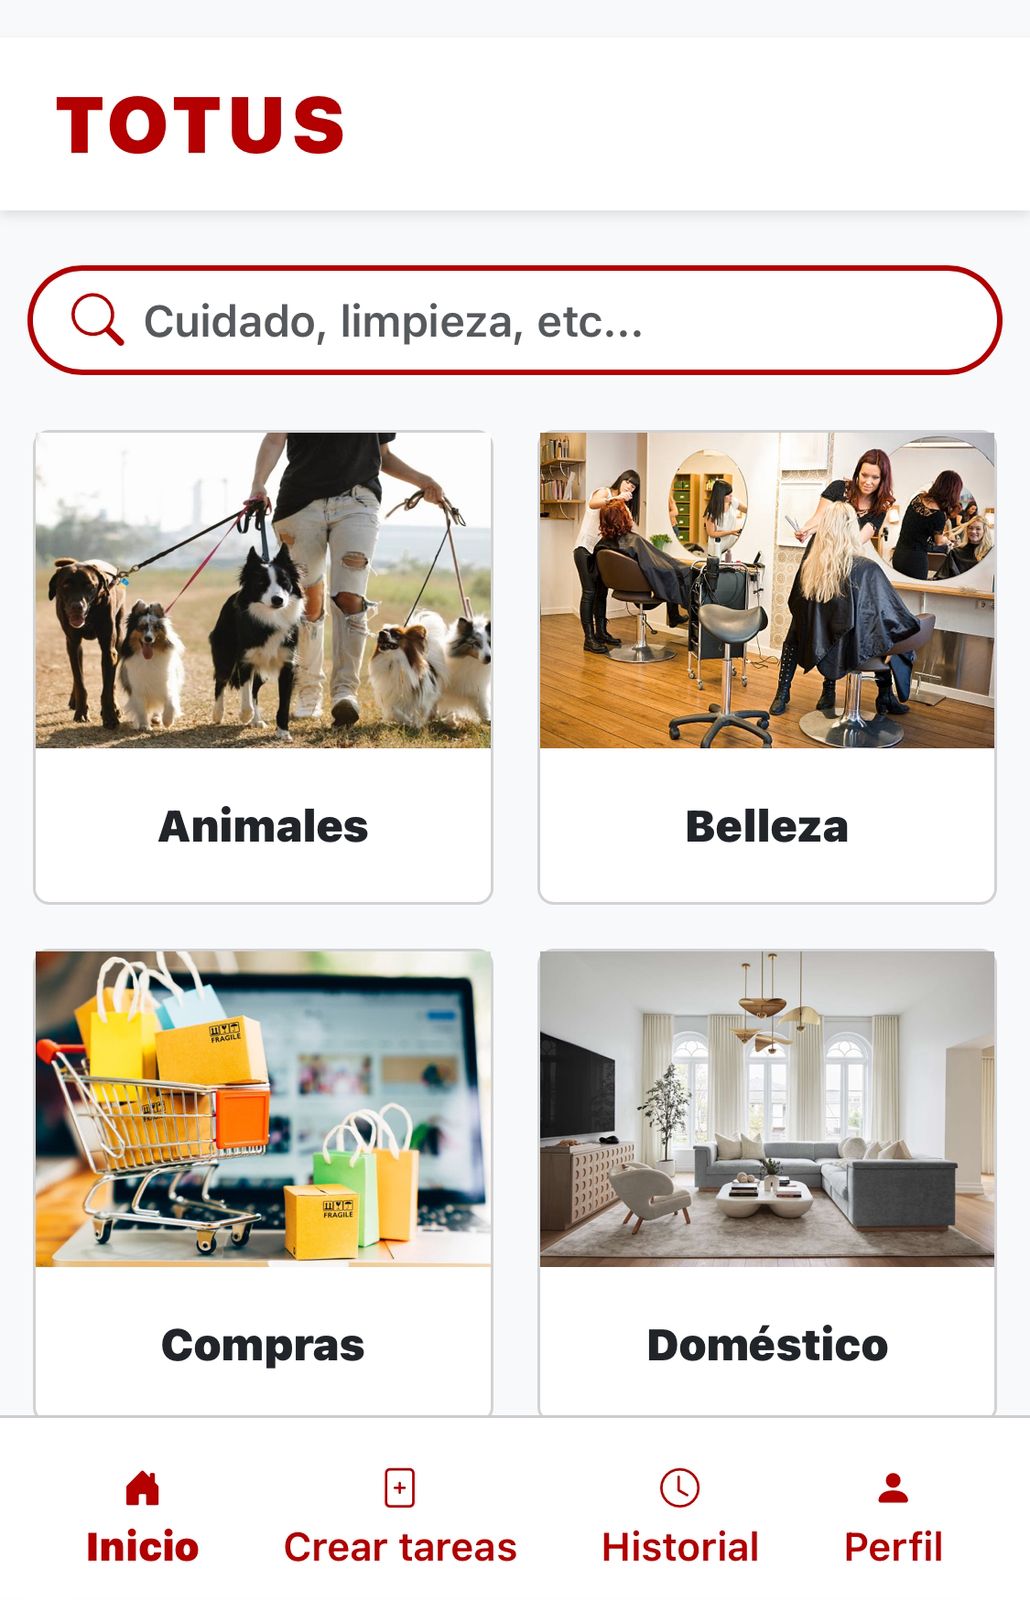 TOTUS
Cuidado, limpieza, etc...
Animales
Belleza
FRAGILE
FRAGILE
Compras
Doméstico
Inicio
Crear tareas
Historial
Perfil